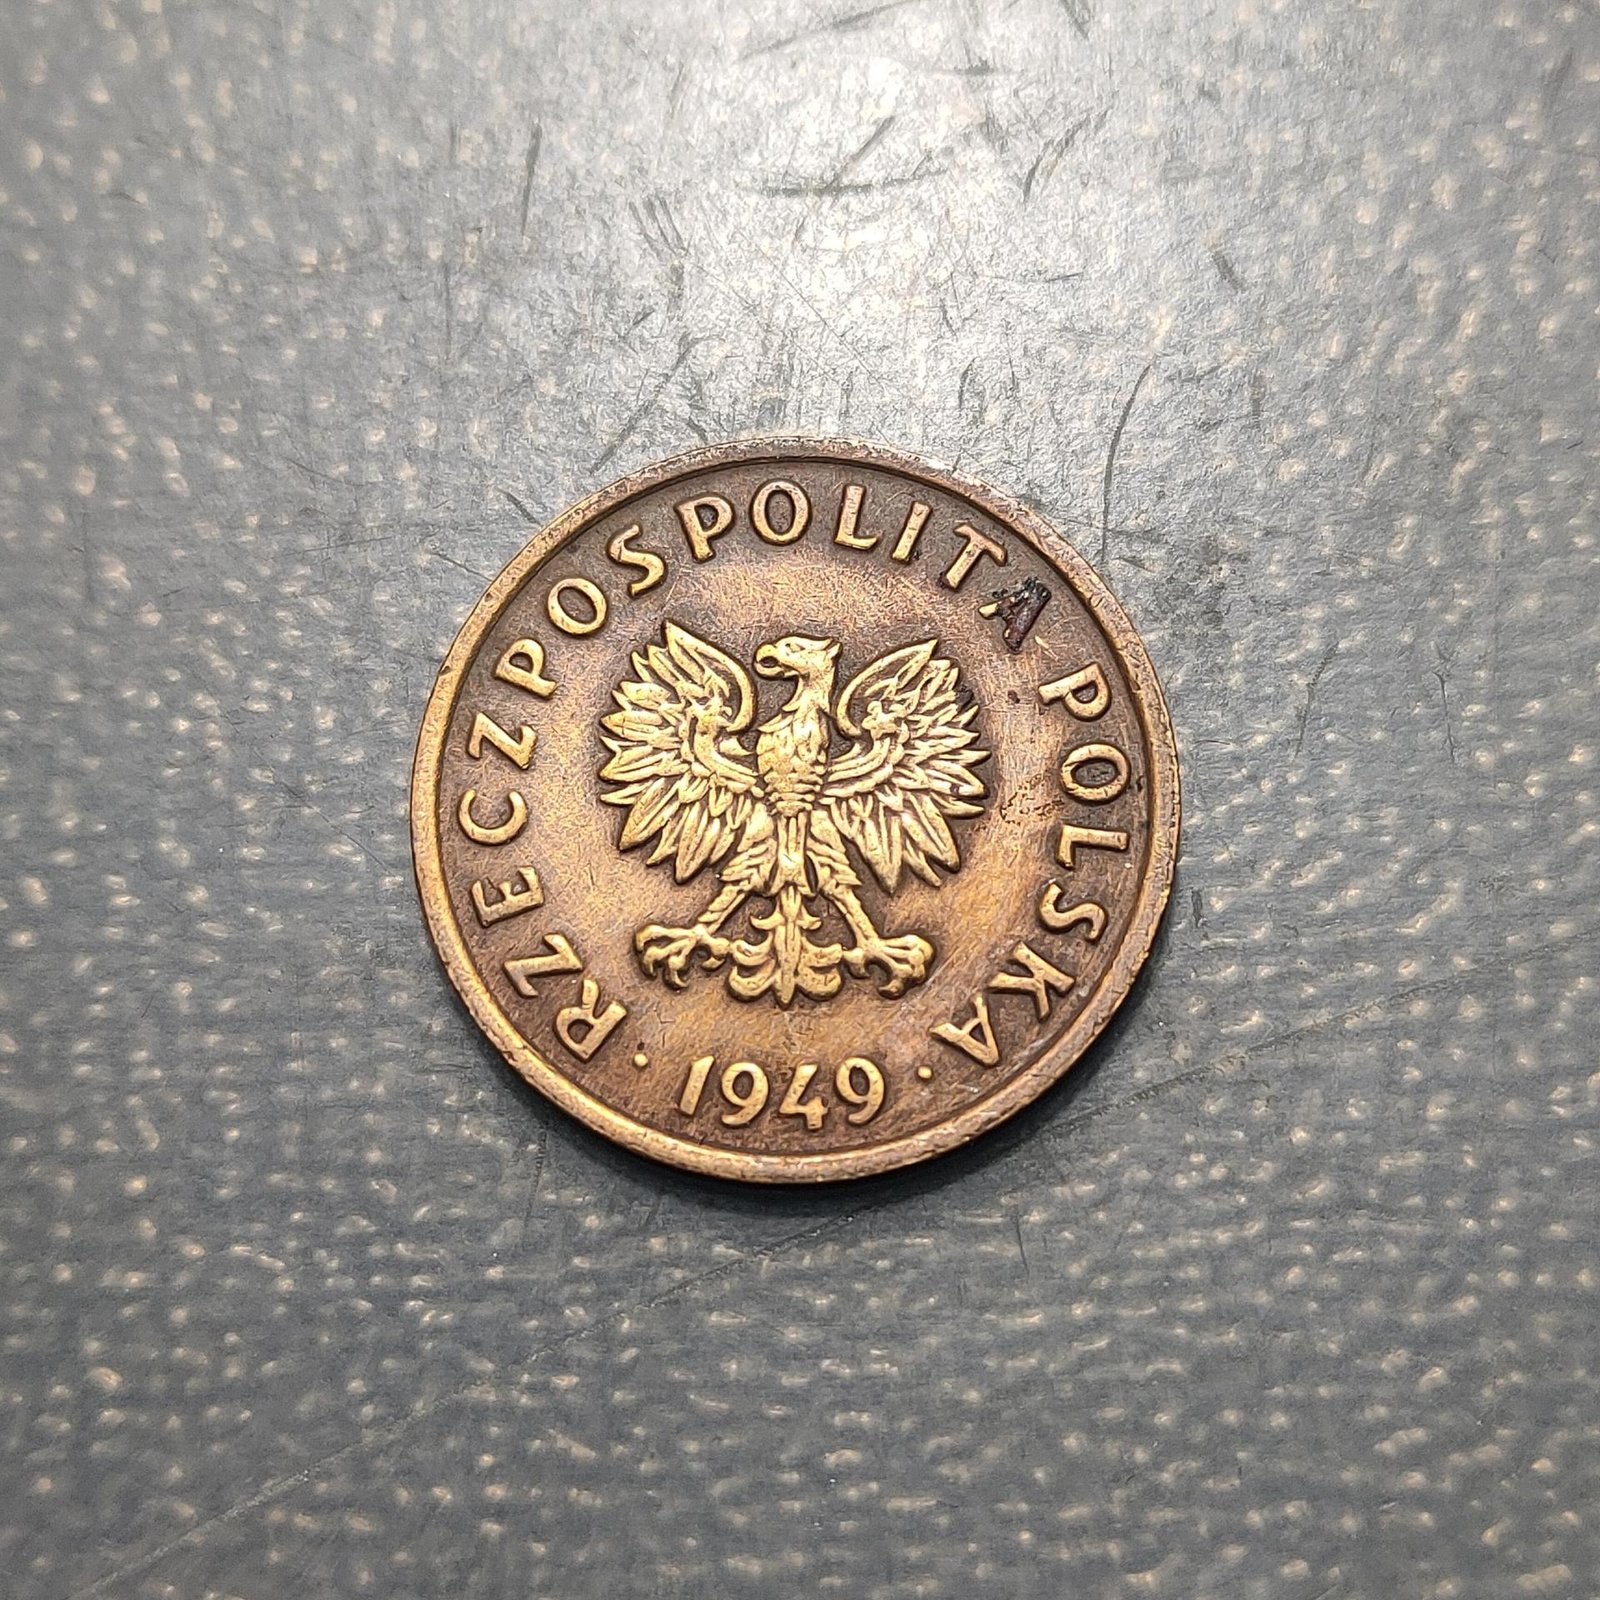 RZECZPOSPOLITA POLSKA
· 1949 ·